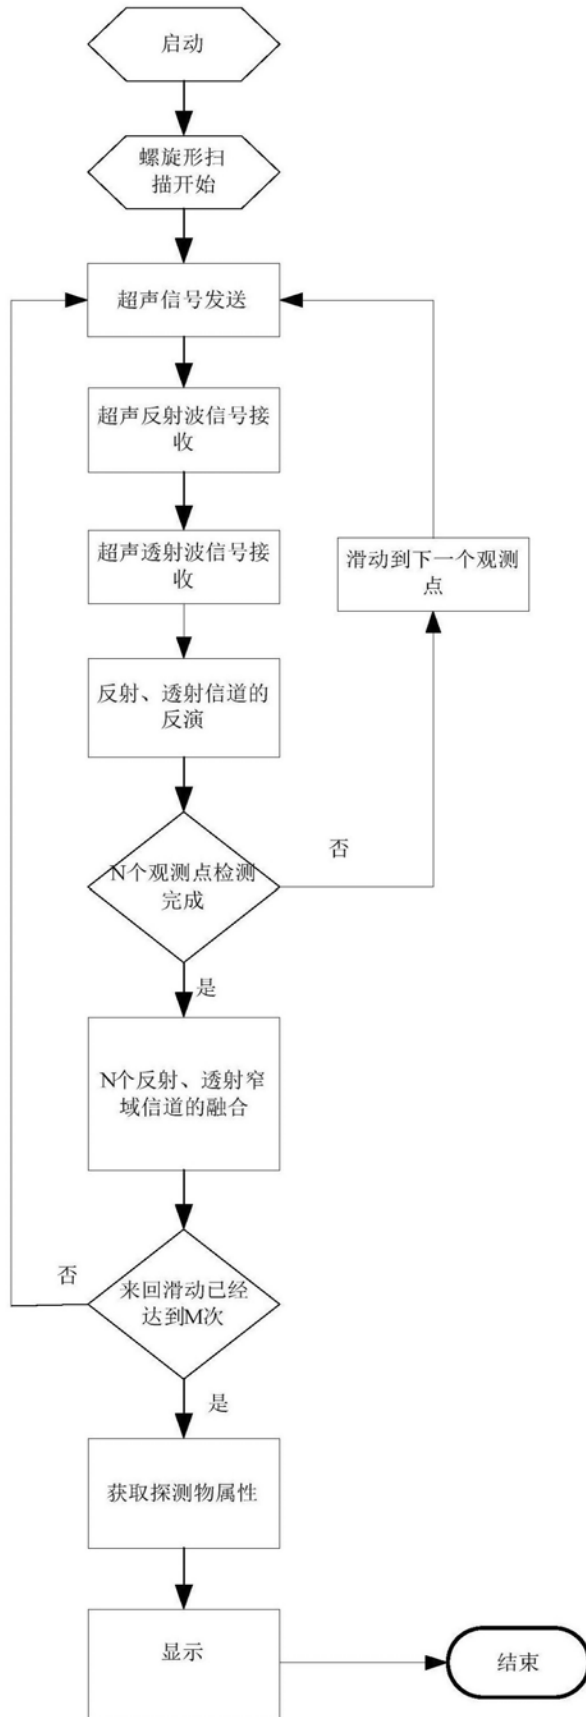 启动
螺旋形扫
描开始
超声信号发送
超声反射波信号接
收
超声透射波信号接
收
滑动到下一个观测
点
反射、透射信道的
反演
否
N个观测点检测
完成
是
N个反射、透射窄
域信道的融合
否
来回滑动已经
达到M次
是
获取探测物属性
显示
结束